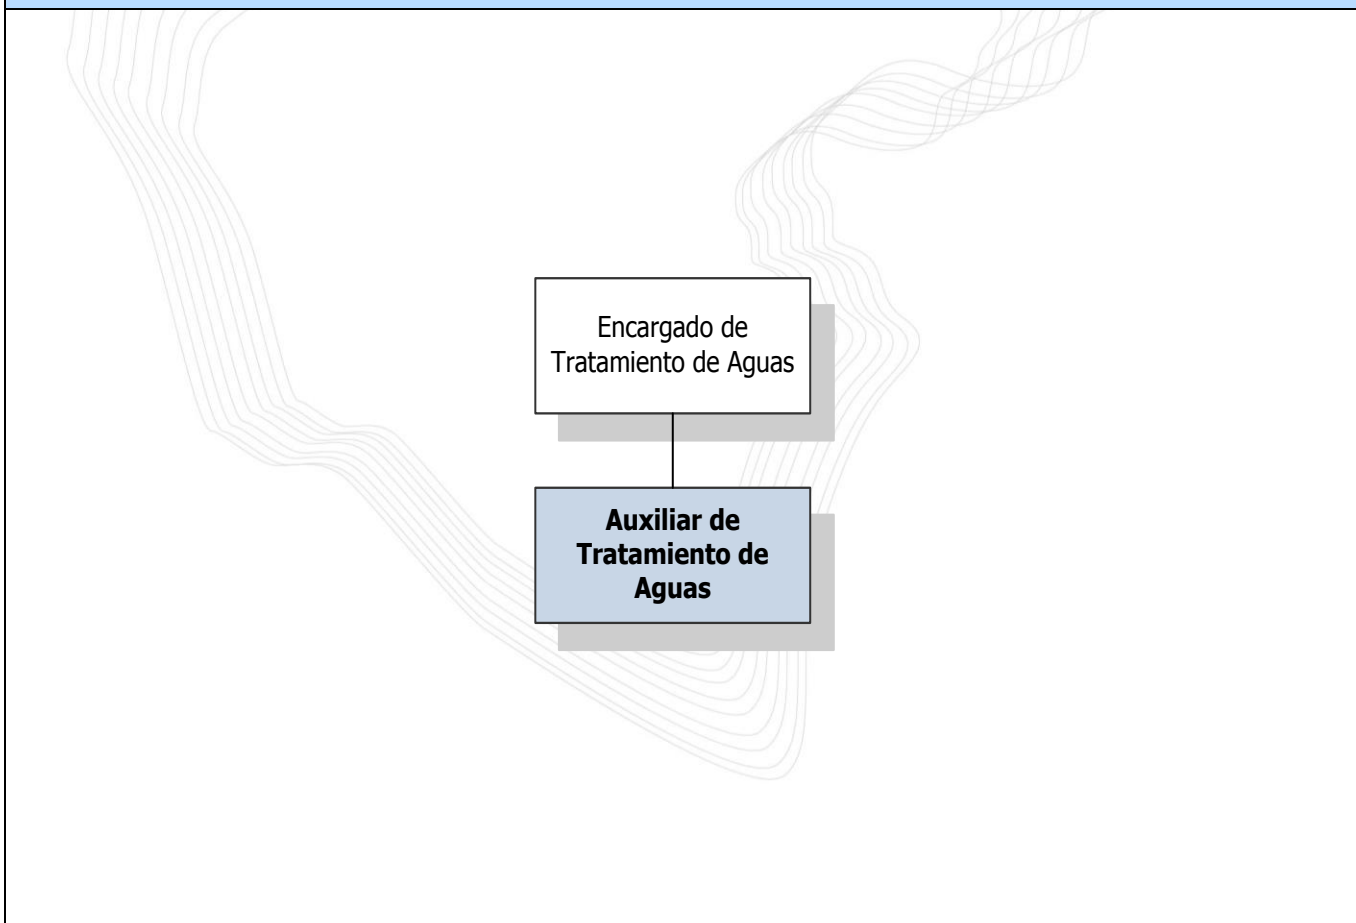 Encargado de
Tratamiento de Aguas
Auxiliar de
Tratamiento de
Aguas